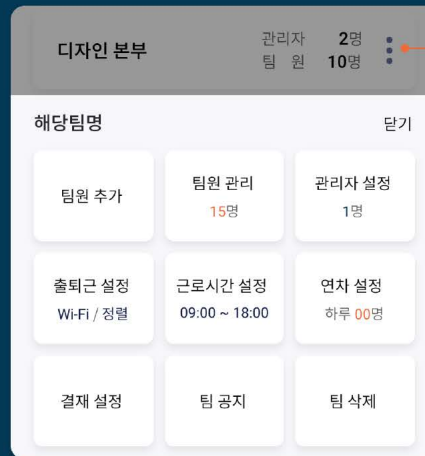 디자인 본부
관리자 2명
팀 원 10명
해당팀명
닫기
팀원 추가
팀원 관리
15명
관리자 설정
1명
출퇴근 설정
Wi-Fi / 정렬
근로시간 설정
09:00 ~ 18:00
연차 설정
하루 00명
결재 설정
팀 공지
팀 삭제